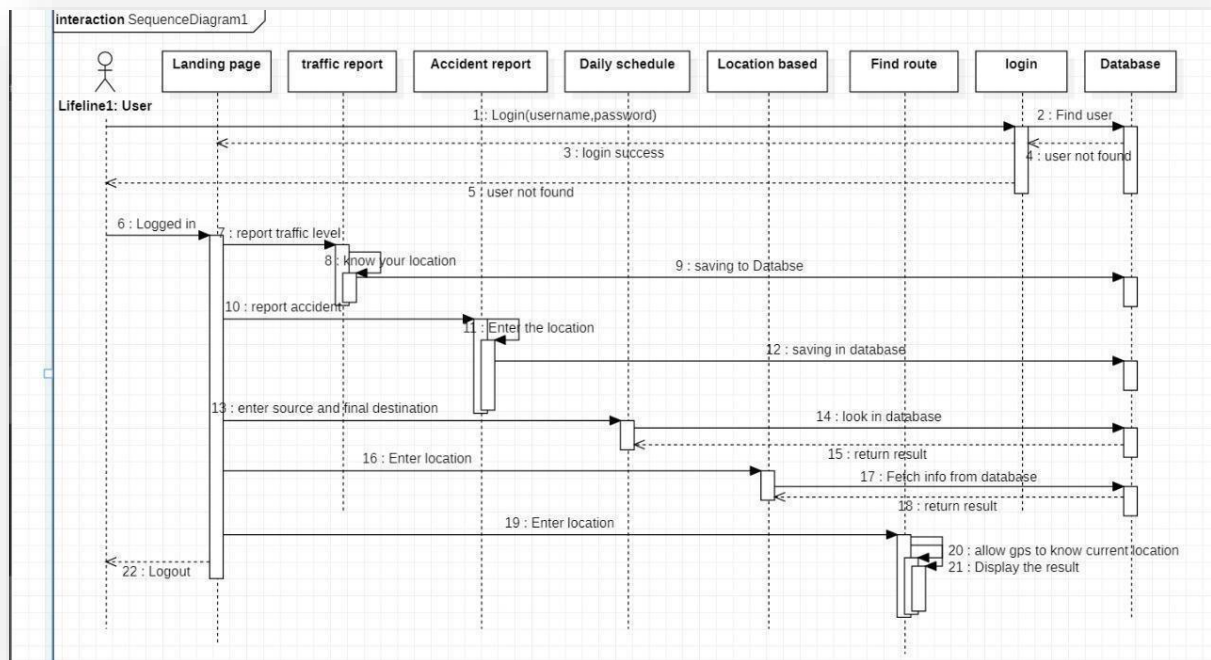 interaction SequenceDiagram1
Landing page
traffic report
Accident report
Daily schedule
Location based
Find route
login
Database
Lifeline1: User
1 : Login(username,password)
2 : Find user
3 : login success
4 : user not found
5 : user not found
6 : Logged in
7 : report traffic level
8 : know your location
9 : saving to Databse
10 : report accident
11 : Enter the location
12 : saving in database
13 : enter source and final destination
14 : look in database
15 : return result
16 : Enter location
17 : Fetch info from database
18 : return result
19 : Enter location
20 : allow gps to know current location
21 : Display the result
22 : Logout